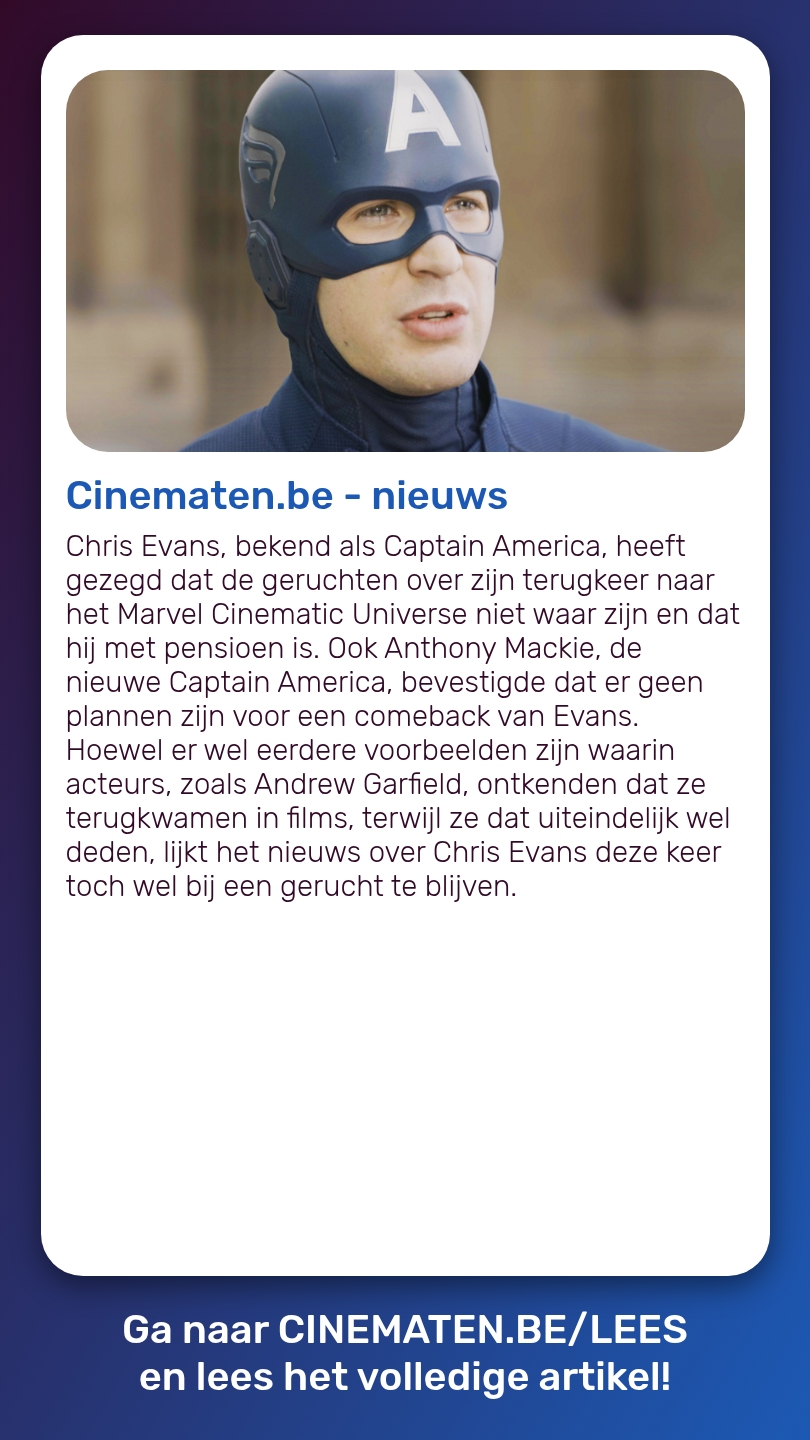 A
Cinematen.be - nieuws
Chris Evans, bekend als Captain America, heeft
gezegd dat de geruchten over zijn terugkeer naar
het Marvel Cinematic Universe niet waar zijn en dat
hij met pensioen is. Ook Anthony Mackie, de
nieuwe Captain America, bevestigde dat er geen
plannen zijn voor een comeback van Evans.
Hoewel er wel eerdere voorbeelden zijn waarin
acteurs, zoals Andrew Garfield, ontkenden dat ze
terugkwamen in films, terwijl ze dat uiteindelijk wel
deden, lijkt het nieuws over Chris Evans deze keer
toch wel bij een gerucht te blijven.
Ga naar CINEMATEN.BE/LEES
en lees het volledige artikel!